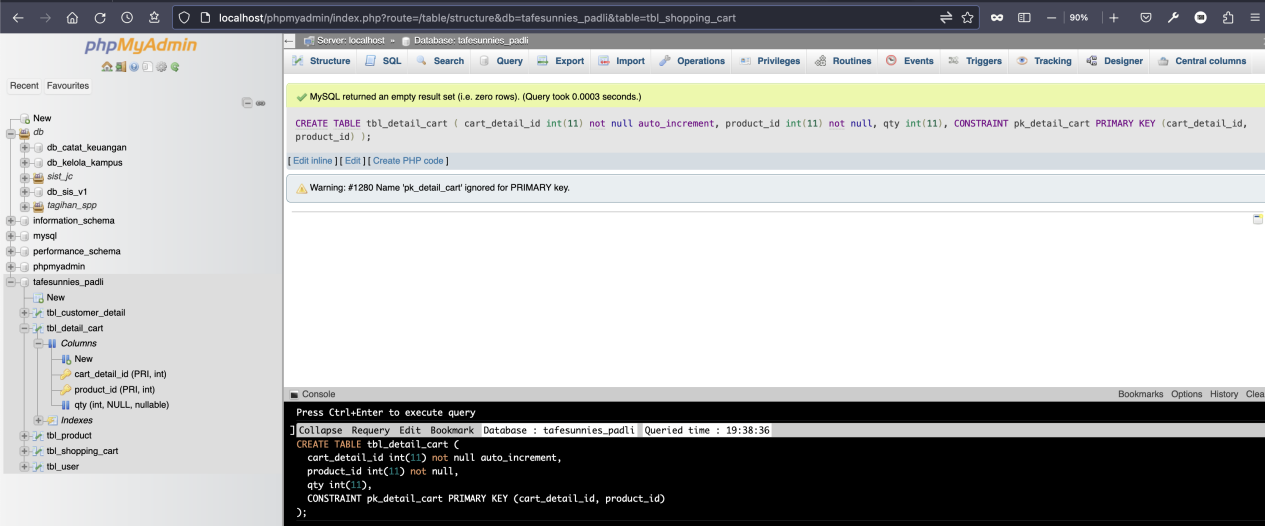 localhost/phpmyadmin/index.php?route=/table/structure&db=tafesunnies_padli&table=tbl_shopping_cart
90%
phpMyAdmin
Recent Favourites
New
db
db_catat_keuangan
db_kelola_kampus
sist_jc
db_sis_v1
tagihan_spp
information_schema
mysql
performance_schema
phpmyadmin
tafesunnies_padli
New
tbl_customer_detail
tbl_detail_cart
Columns
New
cart_detail_id (PRI, int)
product_id (PRI, int)
qty (int, NULL, nullable)
Indexes
tbl_product
tbl_shopping_cart
tbl_user
Server: localhost » Database: tafesunnies_padli
Structure SQL Search Query Export Import Operations Privileges Routines Events Triggers Tracking Designer Central columns
MySQL returned an empty result set (i.e. zero rows). (Query took 0.0003 seconds.)
CREATE TABLE tbl_detail_cart ( cart_detail_id int(11) not null auto_increment, product_id int(11) not null, qty int(11), CONSTRAINT pk_detail_cart PRIMARY KEY (cart_detail_id,
product_id) );
[ Edit inline ] [ Edit ] [ Create PHP code ]
Warning: #1280 Name 'pk_detail_cart' ignored for PRIMARY key.
Console Bookmarks Options History Clea
Press Ctrl+Enter to execute query
] Collapse Requery Edit Bookmark Database : tafesunnies_padli Queried time : 19:38:36
CREATE TABLE tbl_detail_cart (
cart_detail_id int(11) not null auto_increment,
product_id int(11) not null,
qty int(11),
CONSTRAINT pk_detail_cart PRIMARY KEY (cart_detail_id, product_id)
);